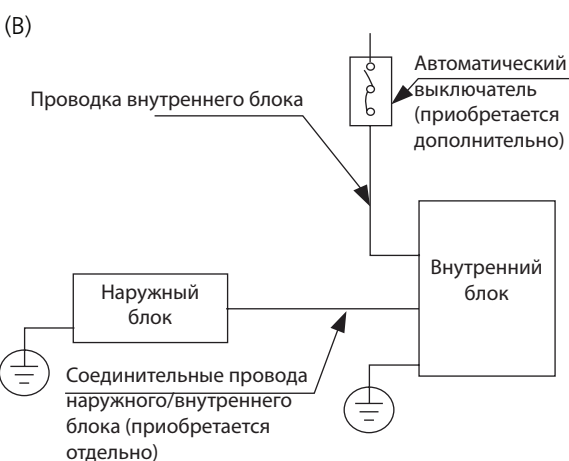 (B)
Автоматический
выключатель
(приобретается
дополнительно)
Проводка внутреннего блока
Внутренний
блок
Наружный
блок
Соединительные провода
наружного/внутреннего
блока (приобретается
отдельно)